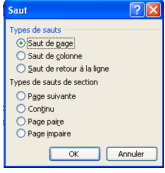 Saut
Types de sauts
Saut de page
Saut de colonne
Saut de retour à la ligne
Types de sauts de section
Page suivante
Continu
Page paire
Page impaire
OK Annuler